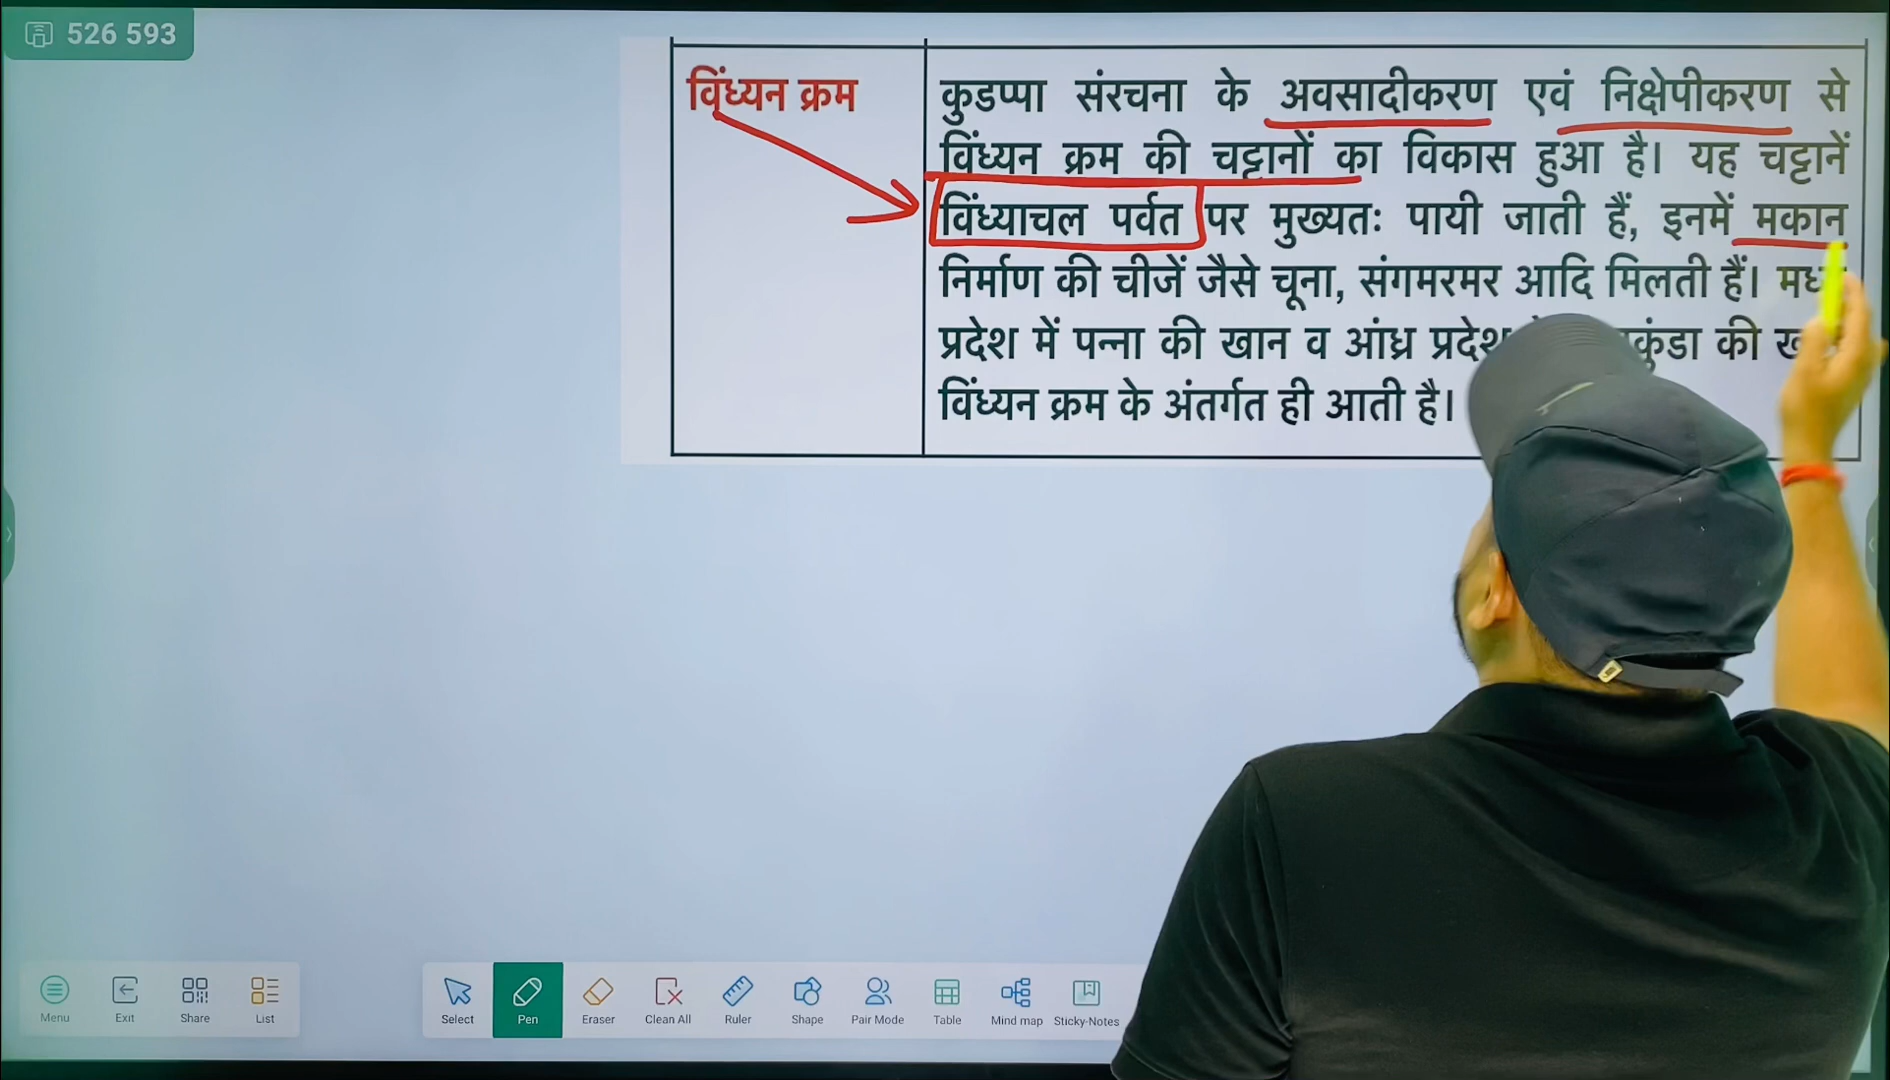 526 593
विंध्यन क्रम
कुडप्पा संरचना के अवसादीकरण एवं निक्षेपीकरण से
विंध्यन क्रम की चट्टानों का विकास हुआ है। यह चट्टानें
विंध्याचल पर्वत पर मुख्यतः पायी जाती हैं, इनमें मकान
निर्माण की चीजें जैसे चूना, संगमरमर आदि मिलती हैं।
प्रदेश में पन्ना की खान व आंध्र प्रदेश की
विंध्यन क्रम के अंतर्गत ही आती है।
Menu Exit Share List Select Pen Eraser Clean All Ruler Shape Pair Mode Table Mind map Sticky-Notes